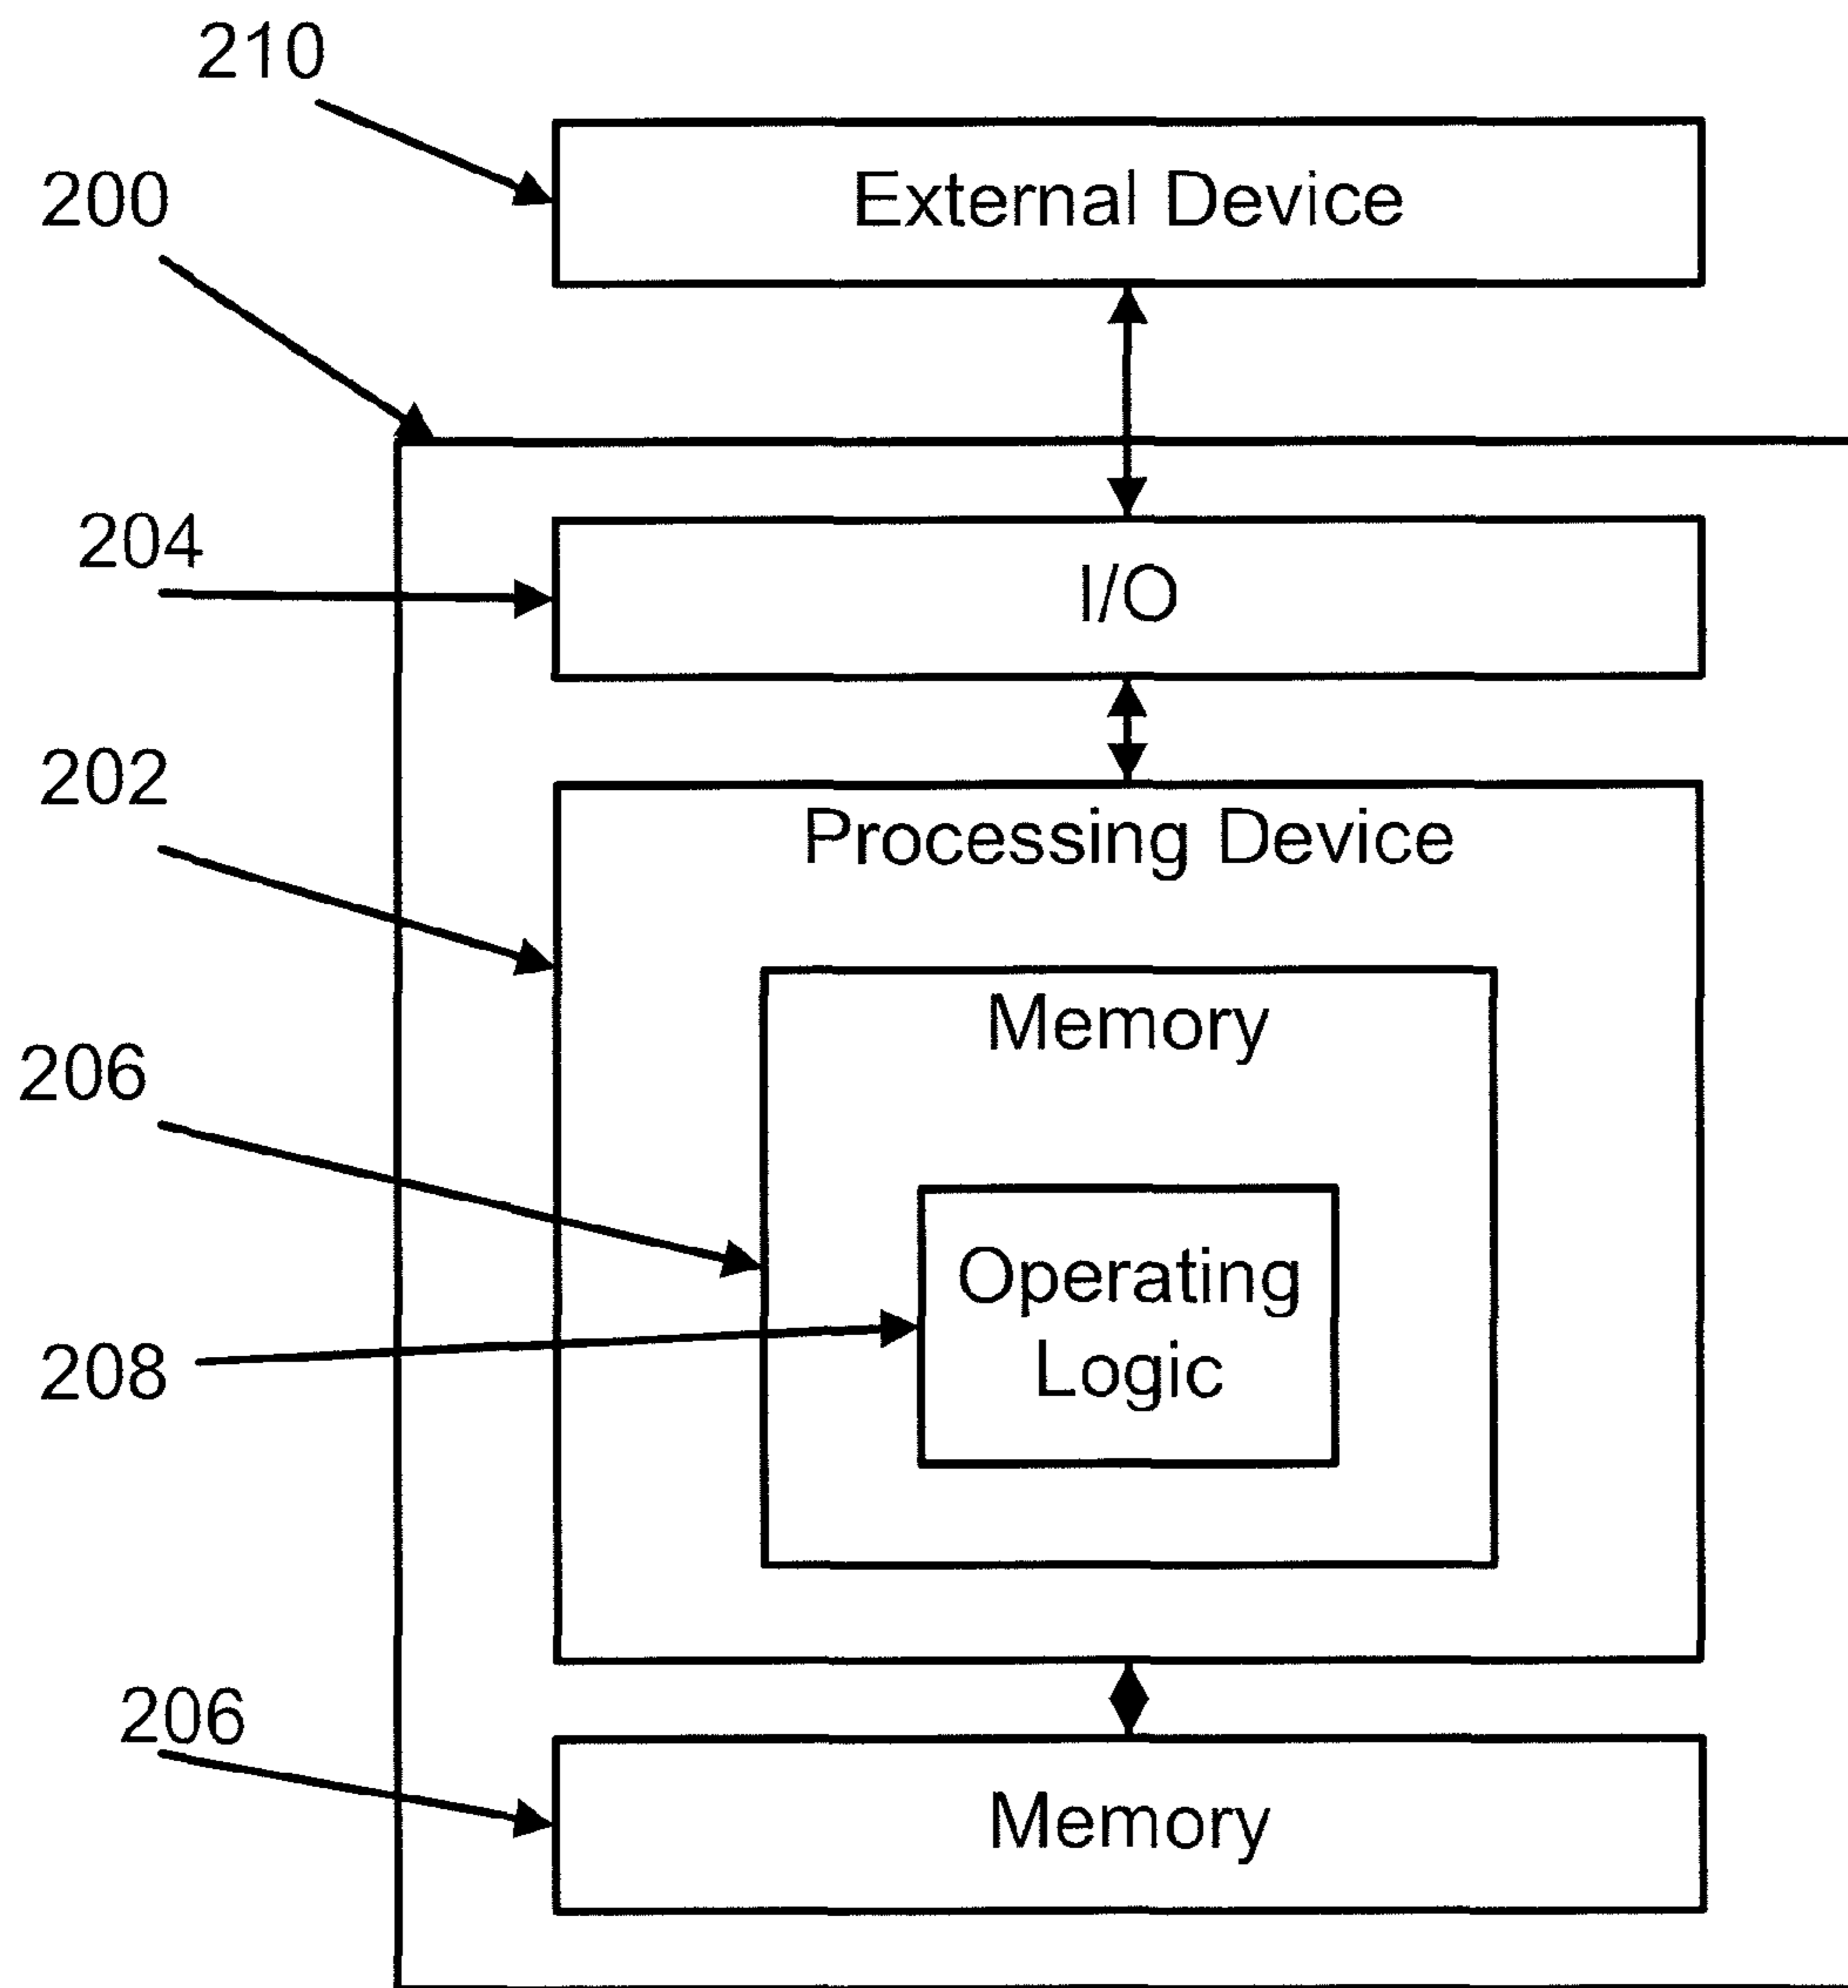 210
External Device
200
204
I/O
202
Processing Device
206
Memory
208
Operating
Logic
206
Memory